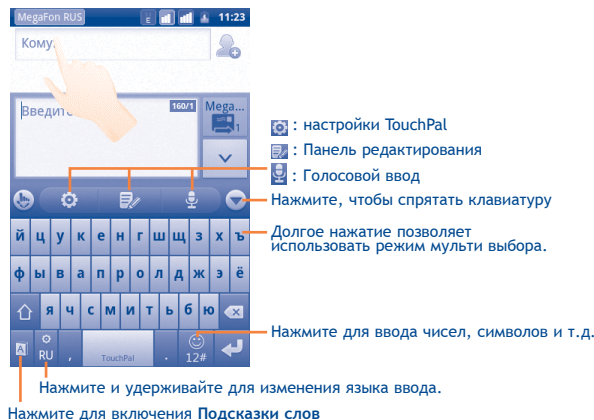 MegaFon RUS E 11:23
Кому.
Введит
160/1
Mega...
1
: настройки TouchPal
: Панель редактирования
: Голосовой ввод
Нажмите, чтобы спрятать клавиатуру
й ц у к е н г ш щ з х ъ
Долгое нажатие позволяет
использовать режим мульти выбора.
ф ы в а п р о л д ж э ё
я ч с м и т ь б ю
Нажмите для ввода чисел, символов и т.д.
A RU , TouchPal . 12#
Нажмите и удерживайте для изменения языка ввода.
Нажмите для включения Подсказки слов